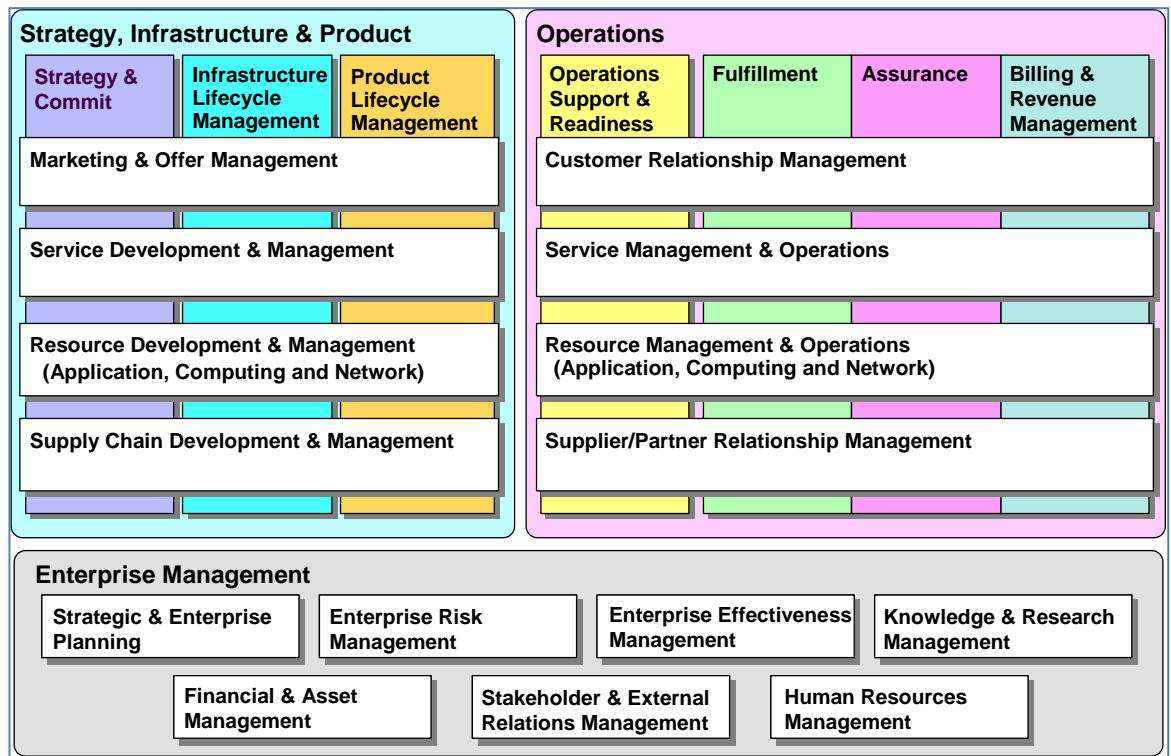 Strategy, Infrastructure & Product
Strategy &
Commit
Infrastructure
Lifecycle
Management
Product
Lifecycle
Management
Marketing & Offer Management
Service Development & Management
Resource Development & Management
(Application, Computing and Network)
Supply Chain Development & Management
Operations
Operations
Support &
Readiness
Fulfillment
Assurance
Billing &
Revenue
Management
Customer Relationship Management
Service Management & Operations
Resource Management & Operations
(Application, Computing and Network)
Supplier/Partner Relationship Management
Enterprise Management
Strategic & Enterprise
Planning
Enterprise Risk
Management
Enterprise Effectiveness
Management
Knowledge & Research
Management
Financial & Asset
Management
Stakeholder & External
Relations Management
Human Resources
Management